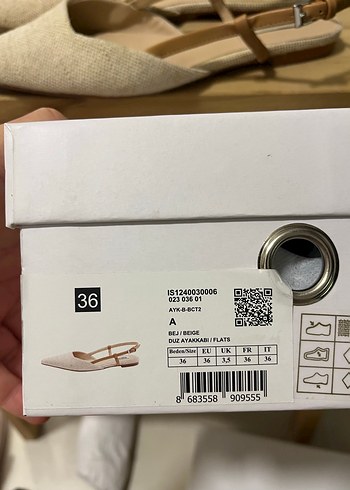 36
IS1240030006
023 036 01
AYK-B-BCT2
A
BEJ / BEIGE
DUZ AYAKKABI / FLATS
Beden/Size EU UK FR IT
36 36 3,5 36 36
8 683558 909555